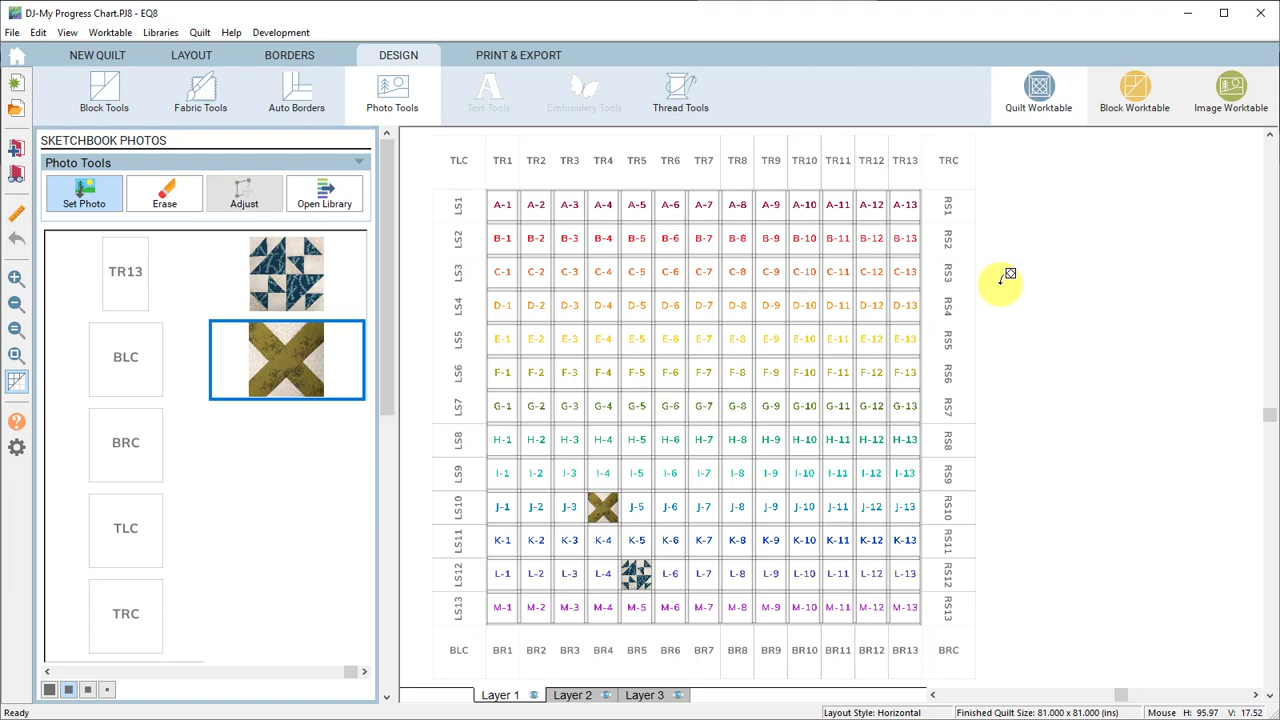 DJ-My Progress Chart.PJ8 - EQ8
File Edit View Worktable Libraries Quilt Help Development
NEW QUILT LAYOUT BORDERS DESIGN PRINT & EXPORT
Block Tools Fabric Tools Auto Borders Photo Tools Text Tools Embroidery Tools Thread Tools Quilt Worktable Block Worktable Image Worktable
SKETCHBOOK PHOTOS
Photo Tools
Set Photo Erase Adjust Open Library
TR13
BLC
BRC
TLC
TRC
TLC TR1 TR2 TR3 TR4 TR5 TR6 TR7 TR8 TR9 TR10 TR11 TR12 TR13 TRC
LS1 A-1 A-2 A-3 A-4 A-5 A-6 A-7 A-8 A-9 A-10 A-11 A-12 A-13 RS1
LS2 B-1 B-2 B-3 B-4 B-5 B-6 B-7 B-8 B-9 B-10 B-11 B-12 B-13 RS2
LS3 C-1 C-2 C-3 C-4 C-5 C-6 C-7 C-8 C-9 C-10 C-11 C-12 C-13 RS3
LS4 D-1 D-2 D-3 D-4 D-5 D-6 D-7 D-8 D-9 D-10 D-11 D-12 D-13 RS4
LS5 E-1 E-2 E-3 E-4 E-5 E-6 E-7 E-8 E-9 E-10 E-11 E-12 E-13 RS5
LS6 F-1 F-2 F-3 F-4 F-5 F-6 F-7 F-8 F-9 F-10 F-11 F-12 F-13 RS6
LS7 G-1 G-2 G-3 G-4 G-5 G-6 G-7 G-8 G-9 G-10 G-11 G-12 G-13 RS7
LS8 H-1 H-2 H-3 H-4 H-5 H-6 H-7 H-8 H-9 H-10 H-11 H-12 H-13 RS8
LS9 I-1 I-2 I-3 I-4 I-5 I-6 I-7 I-8 I-9 I-10 I-11 I-12 I-13 RS9
LS10 J-1 J-2 J-3 J-5 J-6 J-7 J-8 J-9 J-10 J-11 J-12 J-13 RS10
LS11 K-1 K-2 K-3 K-4 K-5 K-6 K-7 K-8 K-9 K-10 K-11 K-12 K-13 RS11
LS12 L-1 L-2 L-3 L-4 L-6 L-7 L-8 L-9 L-10 L-11 L-12 L-13 RS12
LS13 M-1 M-2 M-3 M-4 M-5 M-6 M-7 M-8 M-9 M-10 M-11 M-12 M-13 RS13
BLC BR1 BR2 BR3 BR4 BR5 BR6 BR7 BR8 BR9 BR10 BR11 BR12 BR13 BRC
Layer 1 Layer 2 Layer 3
Ready Layout Style: Horizontal Finished Quilt Size: 81.000 x 81.000 (ins) Mouse H: 95.97 V: 17.52